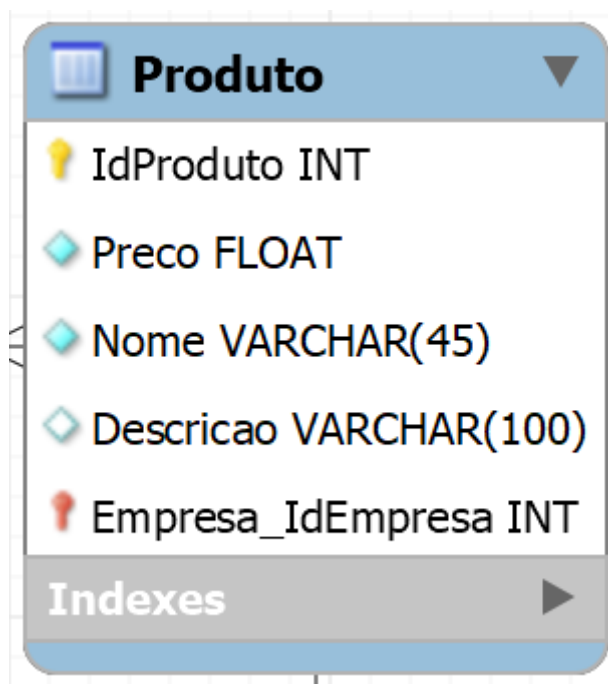 Produto
IdProduto INT
Preco FLOAT
Nome VARCHAR(45)
Descricao VARCHAR(100)
Empresa_IdEmpresa INT
Indexes